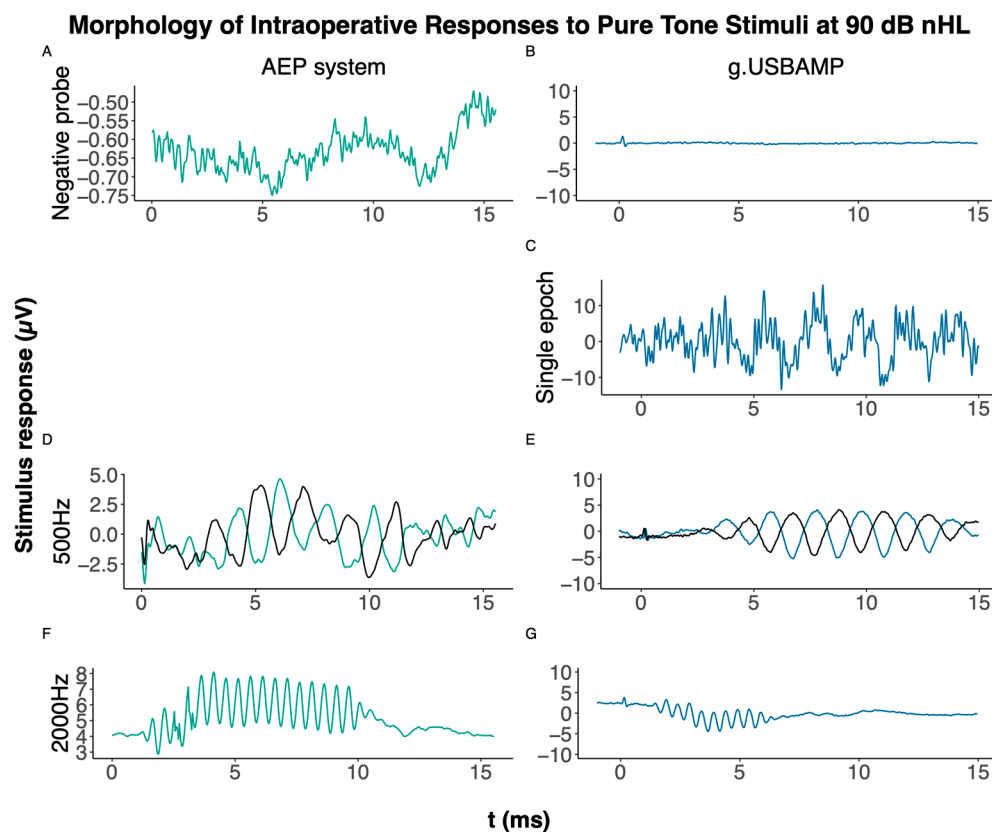 Morphology of Intraoperative Responses to Pure Tone Stimuli at 90 dB nHL
A
AEP system
B
g.USBAMP
Negative probe
−0.50
−0.55
−0.60
−0.65
−0.70
−0.75
0 5 10 15
10
5
0
−5
−10
0 5 10 15
C
Single epoch
10
0
−10
0 5 10 15
Stimulus response (µV)
D
500Hz
5.0
2.5
0.0
−2.5
0 5 10 15
E
10
5
0
−5
−10
0 5 10 15
F
2000Hz
8
7
6
5
4
3
0 5 10 15
G
10
5
0
−5
−10
0 5 10 15
t (ms)